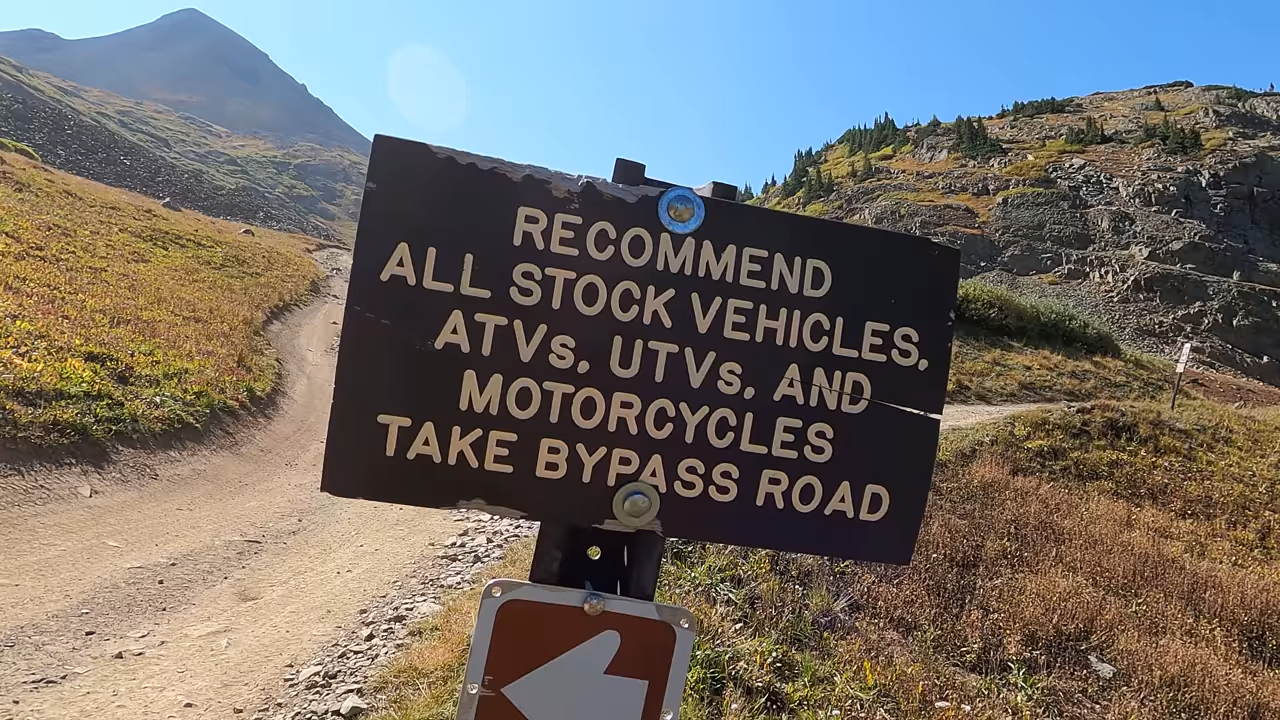 RECOMMEND
ALL STOCK VEHICLES,
ATVs. UTVs. AND
MOTORCYCLES
TAKE BYPASS ROAD